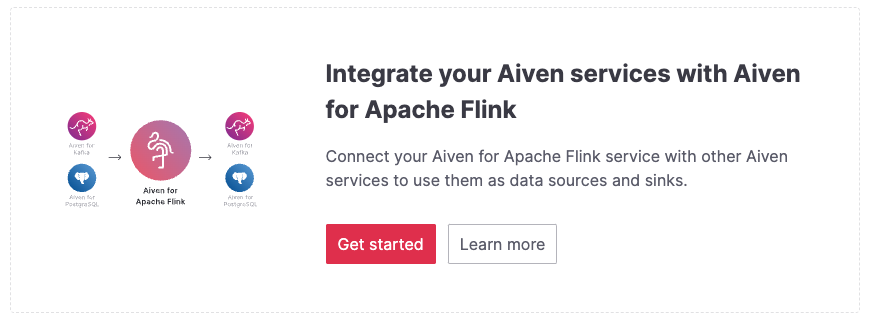 Integrate your Aiven services with Aiven
for Apache Flink
Connect your Aiven for Apache Flink service with other Aiven
services to use them as data sources and sinks.
Get started
Learn more
Aiven for
Kafka
Aiven for
PostgreSQL
Aiven for
Apache Flink
Aiven for
Kafka
Aiven for
PostgreSQL